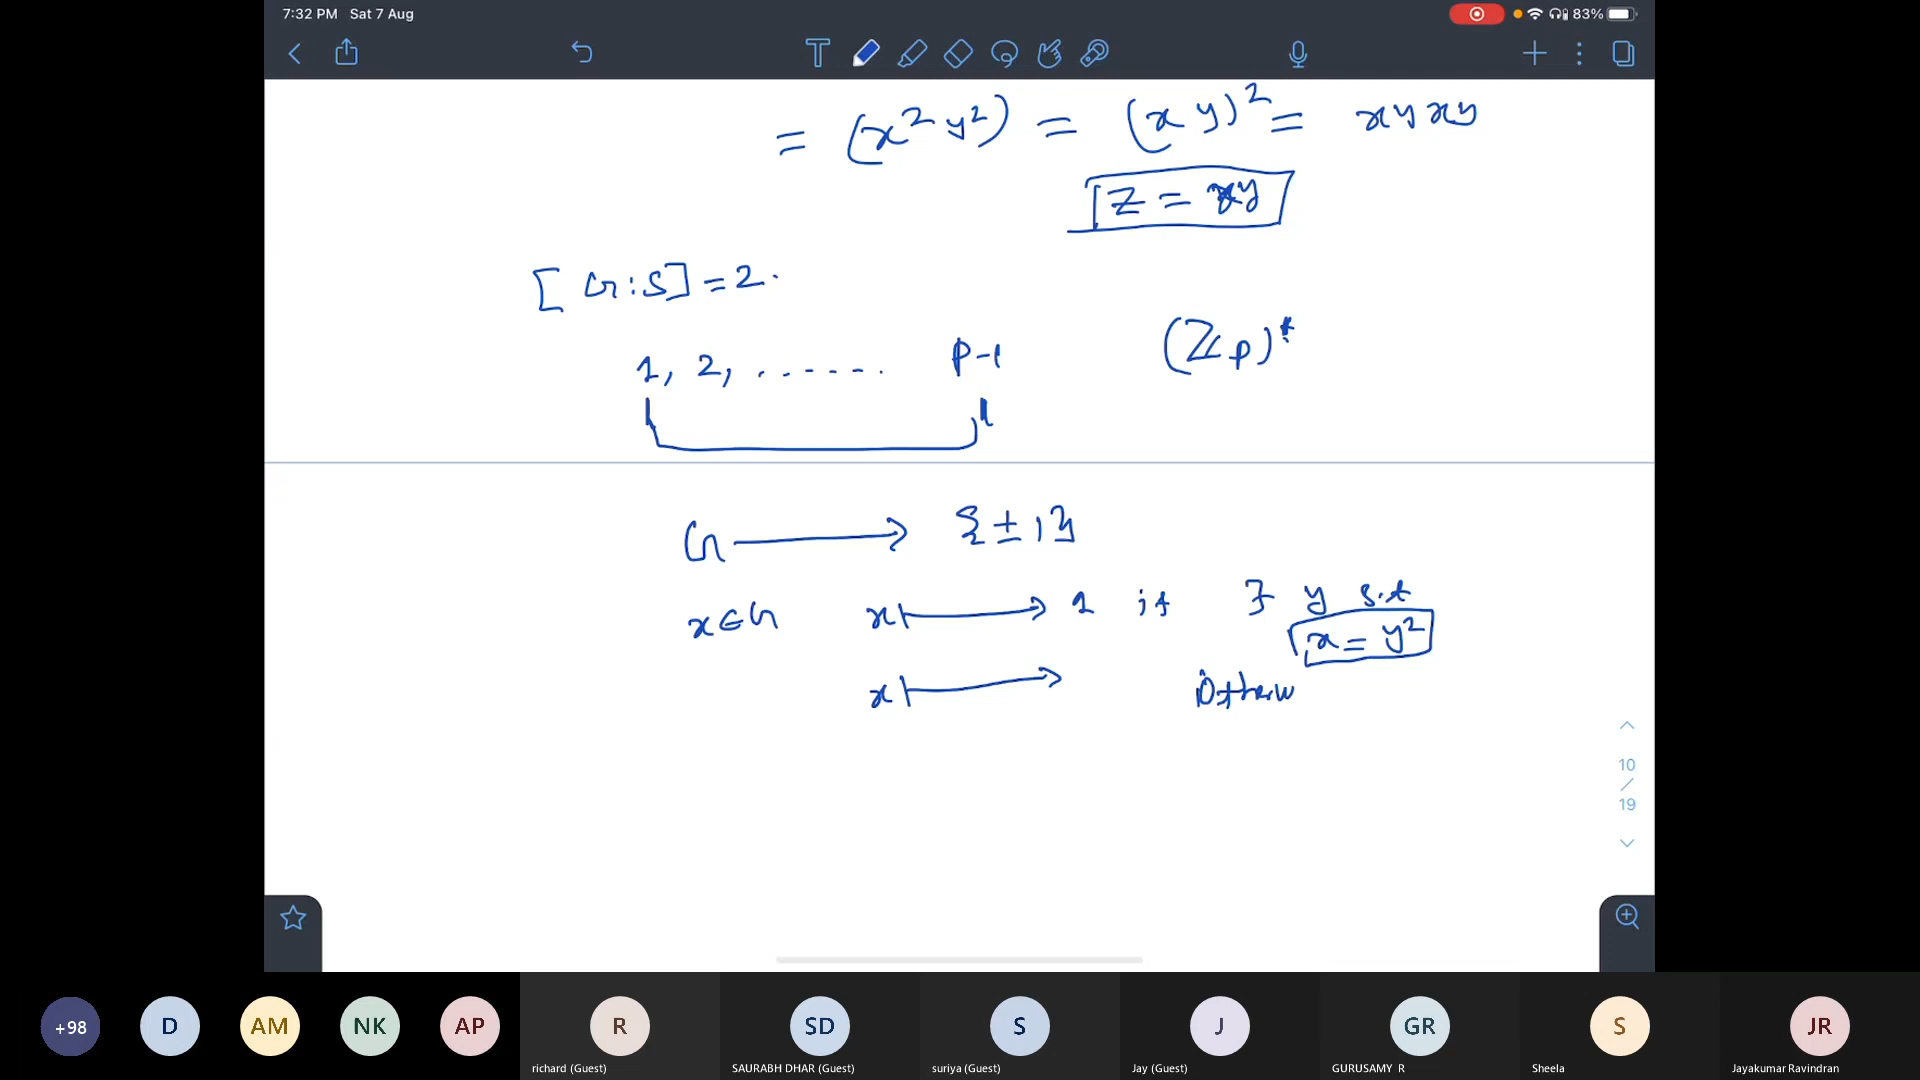 7:32 PM Sat 7 Aug 83%
= (x² y²) = (x y)² = xyxy
Z = xy
[G:S] = 2.
1, 2, ....... p-1 (ℤp)*
G ⟶ {±1}
x∈G x ⟼ 1 if ∃ y s.t
x = y²
x ⟼ Otherw
10
/
19
+98 D AM NK AP R SD S J GR S JR
richard (Guest) SAURABH DHAR (Guest) suriya (Guest) Jay (Guest) GURUSAMY R Sheela Jayakumar Ravindran